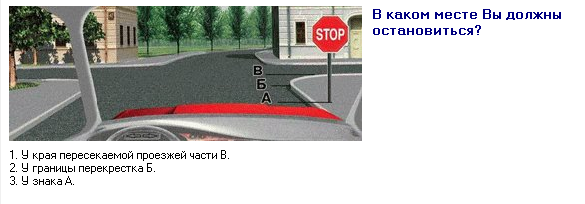 В каком месте Вы должны
остановиться?
STOP
В
Б
А
1. У края пересекаемой проезжей части В.
2. У границы перекрестка Б.
3. У знака А.